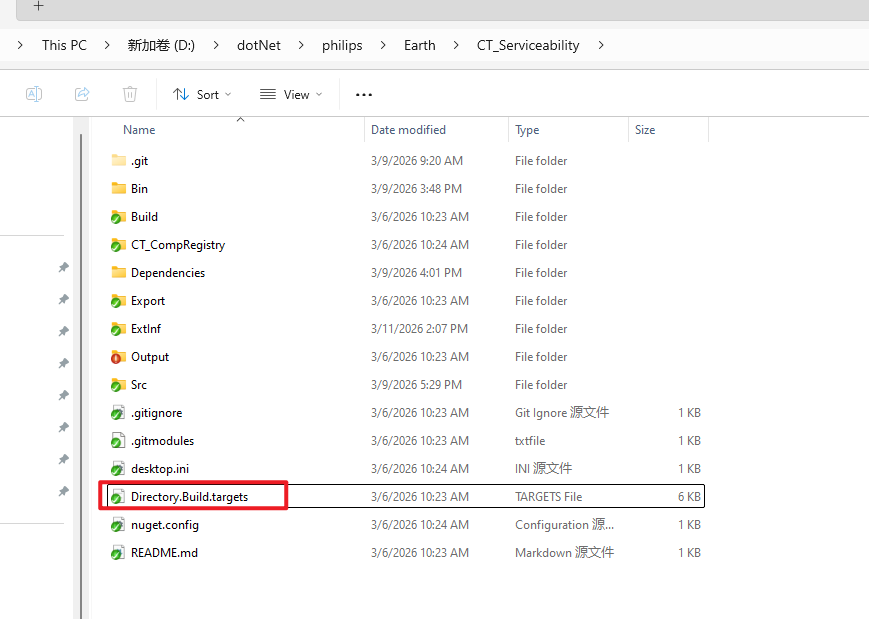 +
> This PC > 新加卷 (D:) > dotNet > philips > Earth > CT_Serviceability >
A Sort View ...
Name Date modified Type Size
.git 3/9/2026 9:20 AM File folder
Bin 3/9/2026 3:48 PM File folder
Build 3/6/2026 10:23 AM File folder
CT_CompRegistry 3/6/2026 10:24 AM File folder
Dependencies 3/9/2026 4:01 PM File folder
Export 3/6/2026 10:23 AM File folder
ExtInf 3/11/2026 2:07 PM File folder
Output 3/6/2026 10:23 AM File folder
Src 3/9/2026 5:29 PM File folder
.gitignore 3/6/2026 10:23 AM Git Ignore 源文件 1 KB
.gitmodules 3/6/2026 10:23 AM txtfile 1 KB
desktop.ini 3/6/2026 10:24 AM INI 源文件 1 KB
Directory.Build.targets 3/6/2026 10:23 AM TARGETS File 6 KB
nuget.config 3/6/2026 10:24 AM Configuration 源... 1 KB
README.md 3/6/2026 10:23 AM Markdown 源文件 1 KB